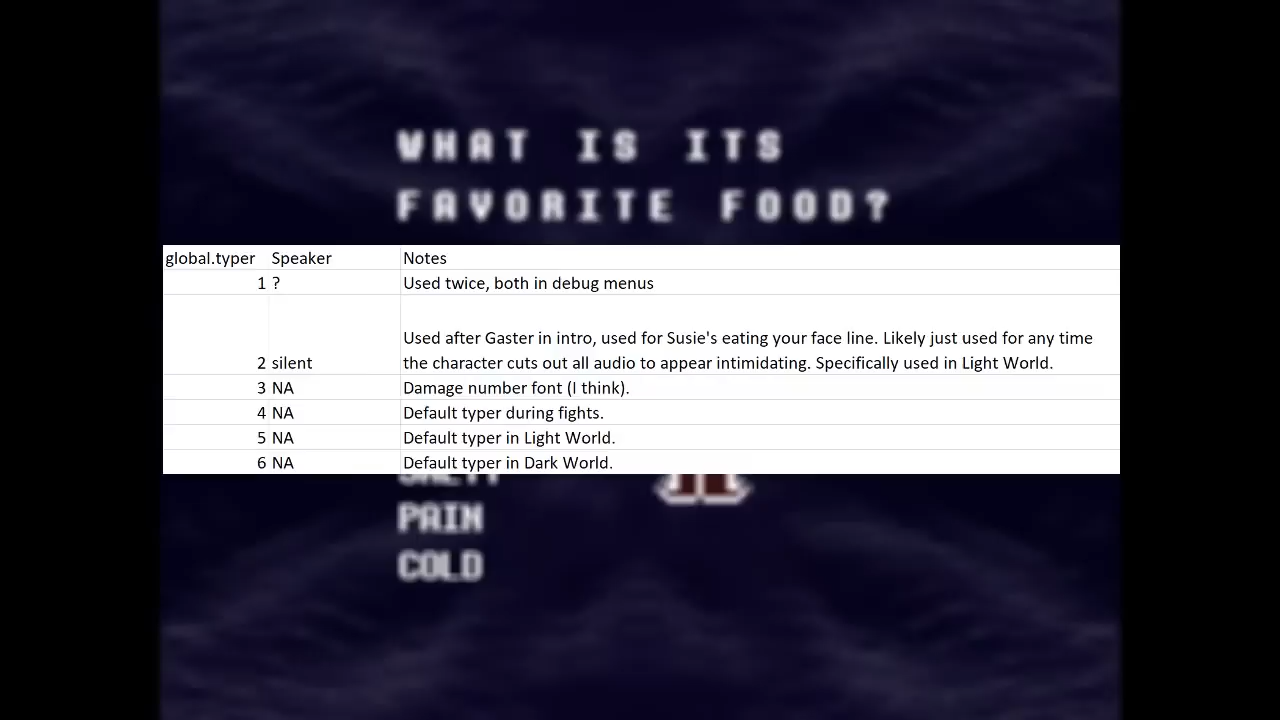 WHAT IS ITS
FAVORITE FOOD?
global.typer Speaker Notes
1 ? Used twice, both in debug menus
Used after Gaster in intro, used for Susie's eating your face line. Likely just used for any time
2 silent the character cuts out all audio to appear intimidating. Specifically used in Light World.
3 NA Damage number font (I think).
4 NA Default typer during fights.
5 NA Default typer in Light World.
6 NA Default typer in Dark World.
PAIN
COLD